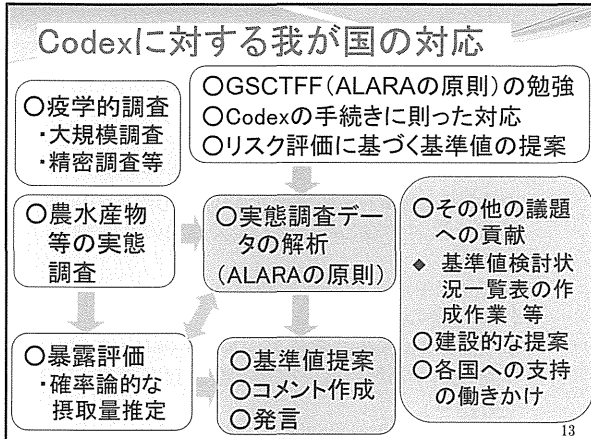 Codexに対する我が国の対応
○疫学的調査
・大規模調査
・精密調査等
○GSCTFF(ALARAの原則)の勉強
○Codexの手続きに則った対応
○リスク評価に基づく基準値の提案
○農水産物
等の実態
調査
○実態調査デー
タの解析
(ALARAの原則)
○その他の議題
への貢献
◆ 基準値検討状
況一覧表の作
成作業 等
○建設的な提案
○各国への支持
の働きかけ
○暴露評価
・確率論的な
摂取量推定
○基準値提案
○コメント作成
○発言
13